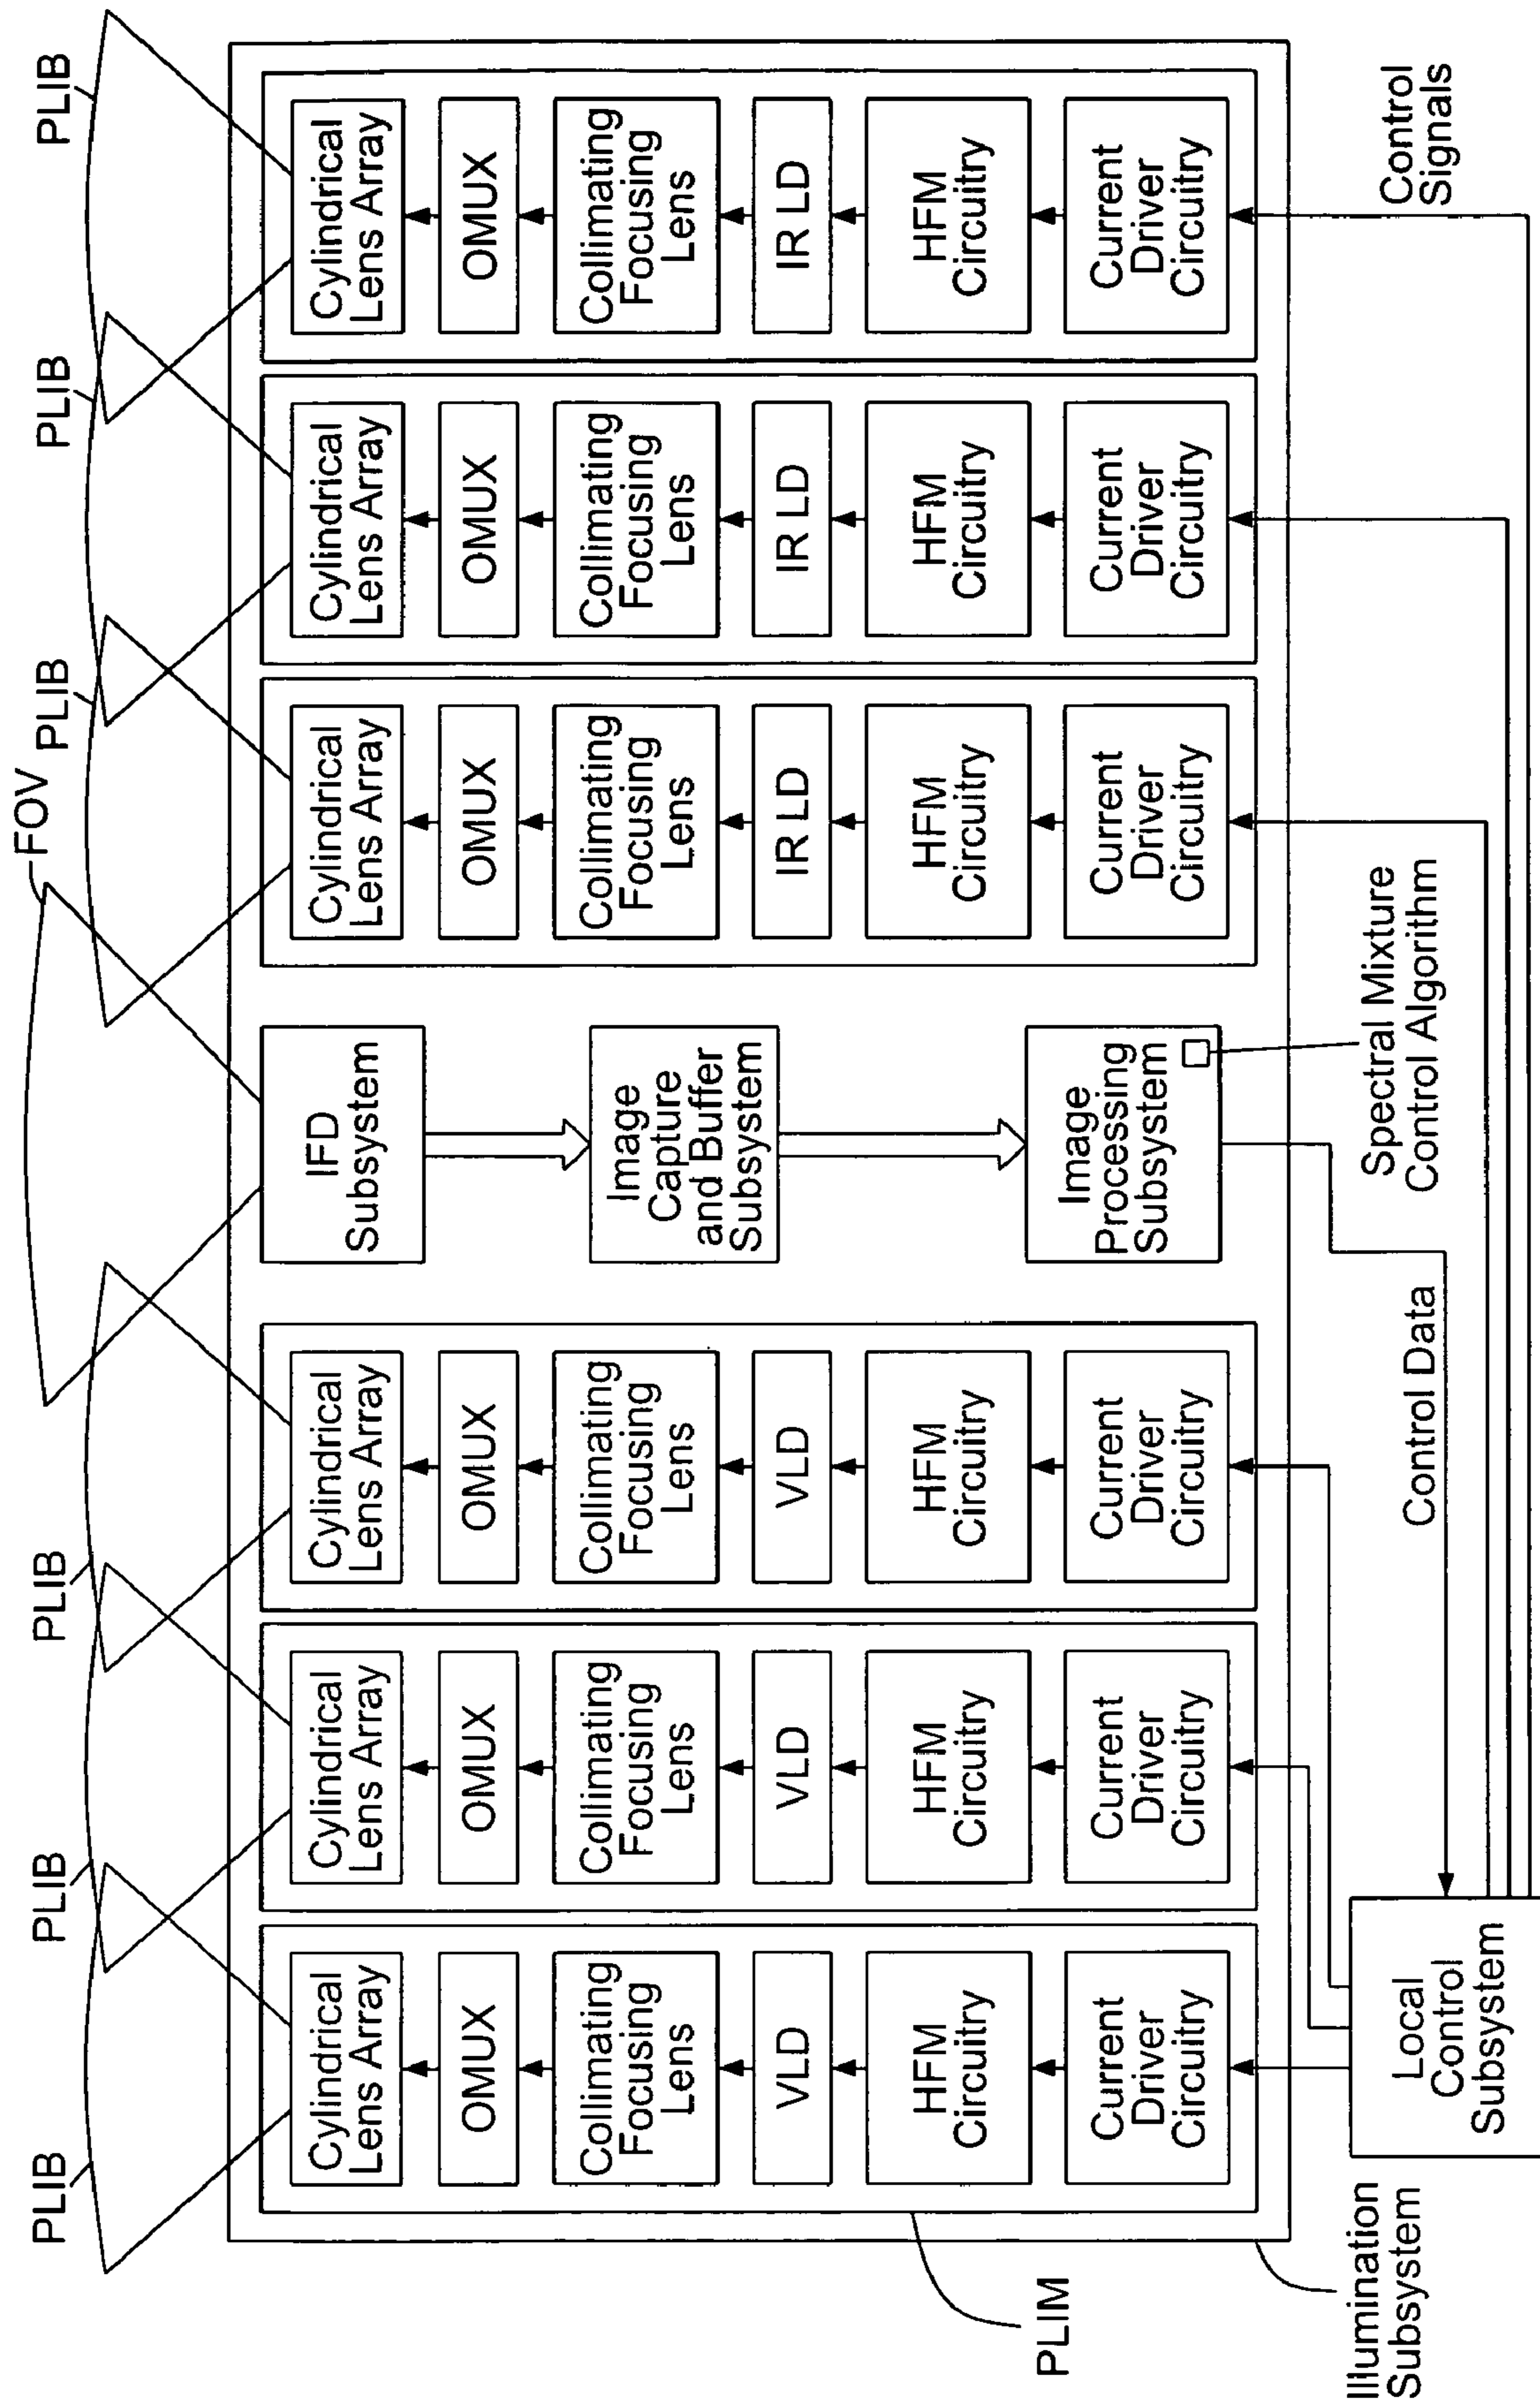 PLIB
PLIB
PLIB
FOV
PLIB
PLIB
PLIB
Cylindrical
Lens Array
OMUX
Collimating
Focusing
Lens
VLD
HFM
Circuitry
Current
Driver
Circuitry
Cylindrical
Lens Array
OMUX
Collimating
Focusing
Lens
VLD
HFM
Circuitry
Current
Driver
Circuitry
Cylindrical
Lens Array
OMUX
Collimating
Focusing
Lens
VLD
HFM
Circuitry
Current
Driver
Circuitry
IFD
Subsystem
Image
Capture
and Buffer
Subsystem
Image
Processing
Subsystem
Cylindrical
Lens Array
OMUX
Collimating
Focusing
Lens
IR LD
HFM
Circuitry
Current
Driver
Circuitry
Cylindrical
Lens Array
OMUX
Collimating
Focusing
Lens
IR LD
HFM
Circuitry
Current
Driver
Circuitry
Cylindrical
Lens Array
OMUX
Collimating
Focusing
Lens
IR LD
HFM
Circuitry
Current
Driver
Circuitry
PLIM
Illumination
Subsystem
Local
Control
Subsystem
Control Data
Spectral Mixture
Control Algorithm
Control
Signals